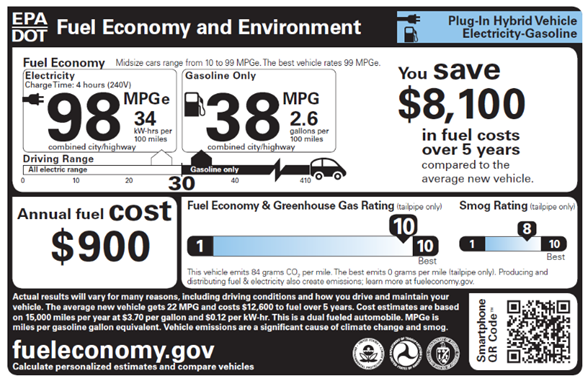 EPA
DOT
Fuel Economy and Environment
Plug-In Hybrid Vehicle
Electricity-Gasoline
Fuel Economy
Midsize cars range from 10 to 99 MPGe. The best vehicle rates 99 MPGe.
Electricity
Charge Time: 4 hours (240V)
98
MPGe
34
kW-hrs per
100 miles
combined city/highway
Gasoline Only
38
MPG
2.6
gallons per
100 miles
combined city/highway
You save
$8,100
in fuel costs
over 5 years
compared to the
average new vehicle.
Driving Range
All electric range
Gasoline only
0 10 20 30 40 410
Annual fuel cost
$900
Fuel Economy & Greenhouse Gas Rating (tailpipe only)
10
1 10
Best
Smog Rating (tailpipe only)
8
1 10
Best
This vehicle emits 84 grams CO₂ per mile. The best emits 0 grams per mile (tailpipe only). Producing and
distributing fuel & electricity also create emissions; learn more at fueleconomy.gov.
Actual results will vary for many reasons, including driving conditions and how you drive and maintain your
vehicle. The average new vehicle gets 22 MPG and costs $12,600 to fuel over 5 years. Cost estimates are based
on 15,000 miles per year at $3.70 per gallon and $0.12 per kW-hr. This is a dual fueled automobile. MPGe is
miles per gasoline gallon equivalent. Vehicle emissions are a significant cause of climate change and smog.
fueleconomy.gov
Calculate personalized estimates and compare vehicles
Smartphone
QR Code™